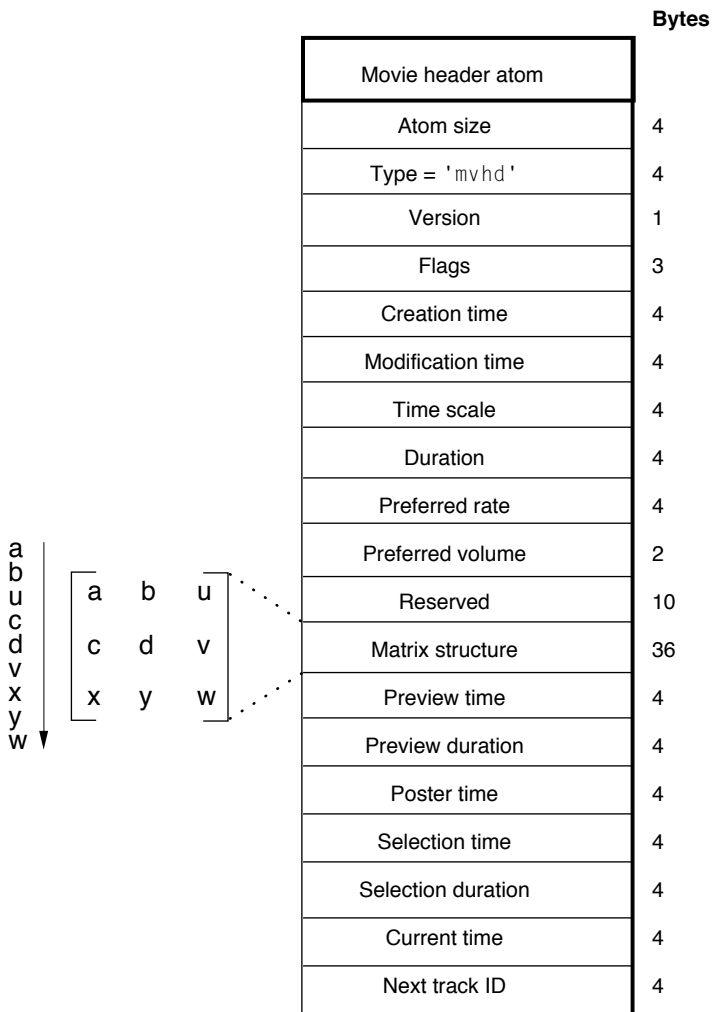 Bytes
Movie header atom
Atom size 4
Type = 'mvhd' 4
Version 1
Flags 3
Creation time 4
Modification time 4
Time scale 4
Duration 4
Preferred rate 4
Preferred volume 2
Reserved 10
Matrix structure 36
Preview time 4
Preview duration 4
Poster time 4
Selection time 4
Selection duration 4
Current time 4
Next track ID 4
a
b
u
c
d
v
x
y
w
a b u
c d v
x y w